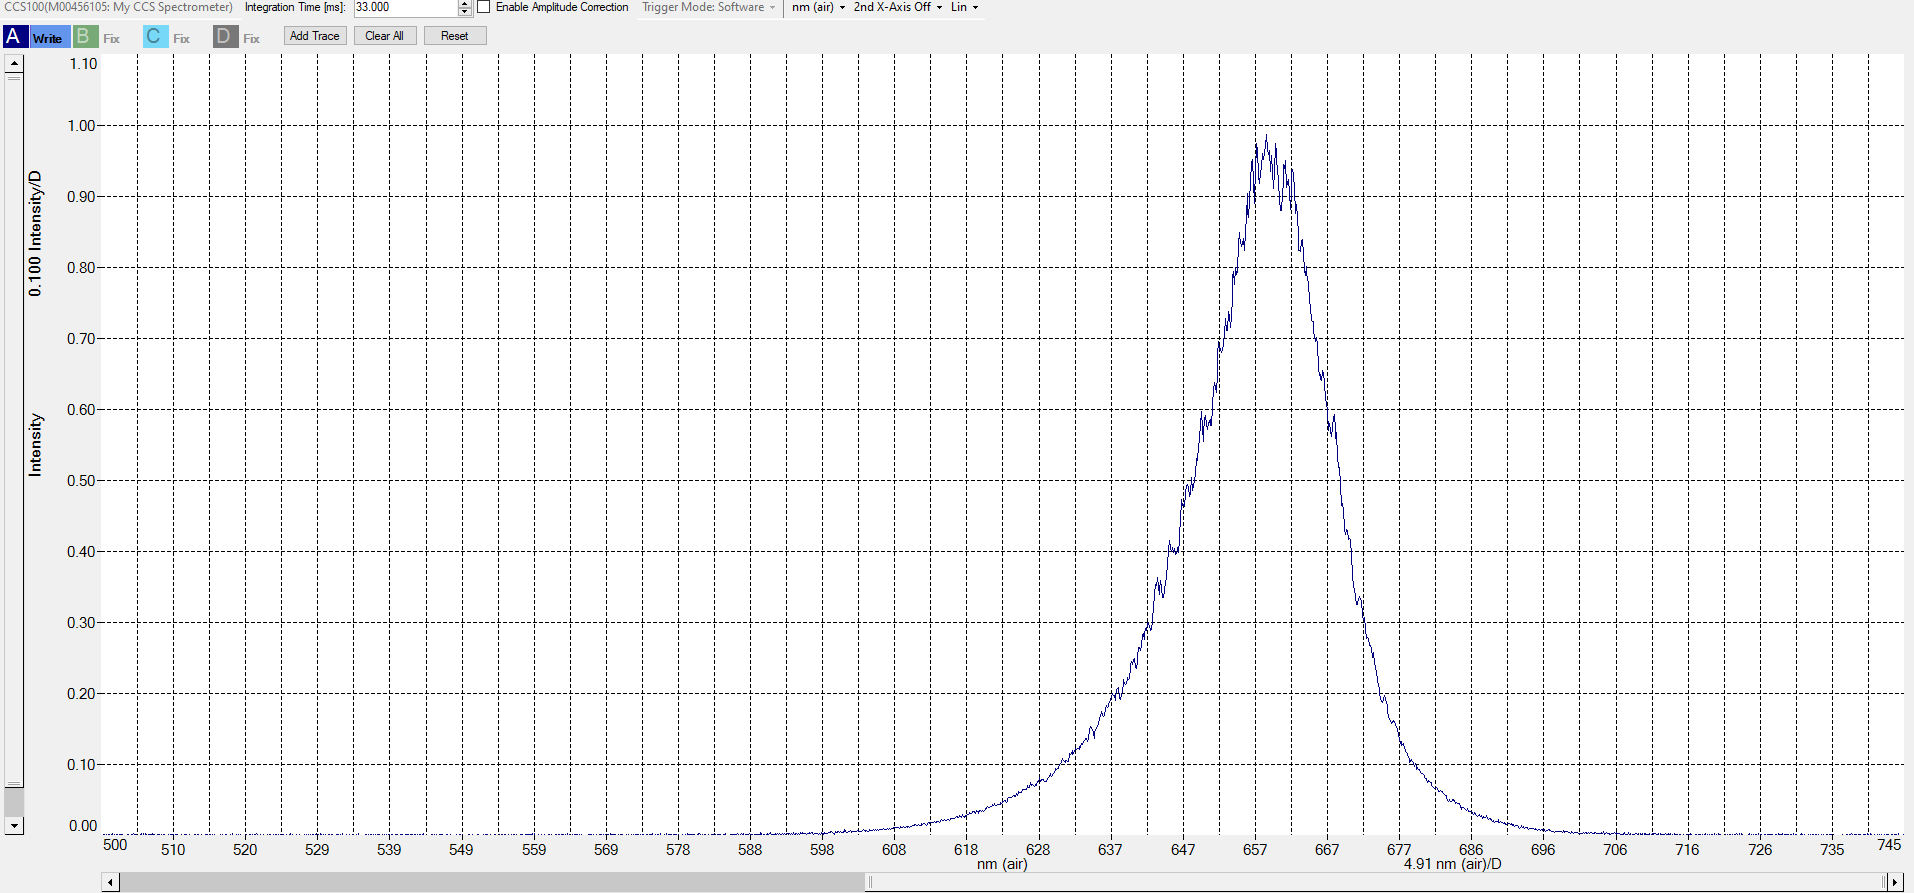 CCS100(M00456105: My CCS Spectrometer) Integration Time [ms]: 33.000 Enable Amplitude Correction Trigger Mode: Software nm (air) 2nd X-Axis Off Lin
A Write B Fix C Fix D Fix Add Trace Clear All Reset
1.10
1.00
0.90
0.80
0.70
0.60
0.50
0.40
0.30
0.20
0.10
0.00
0.100 Intensity/D
Intensity
500 510 520 529 539 549 559 569 578 588 598 608 618 628 637 647 657 667 677 686 696 706 716 726 735 745
nm (air) 4.91 nm (air)/D